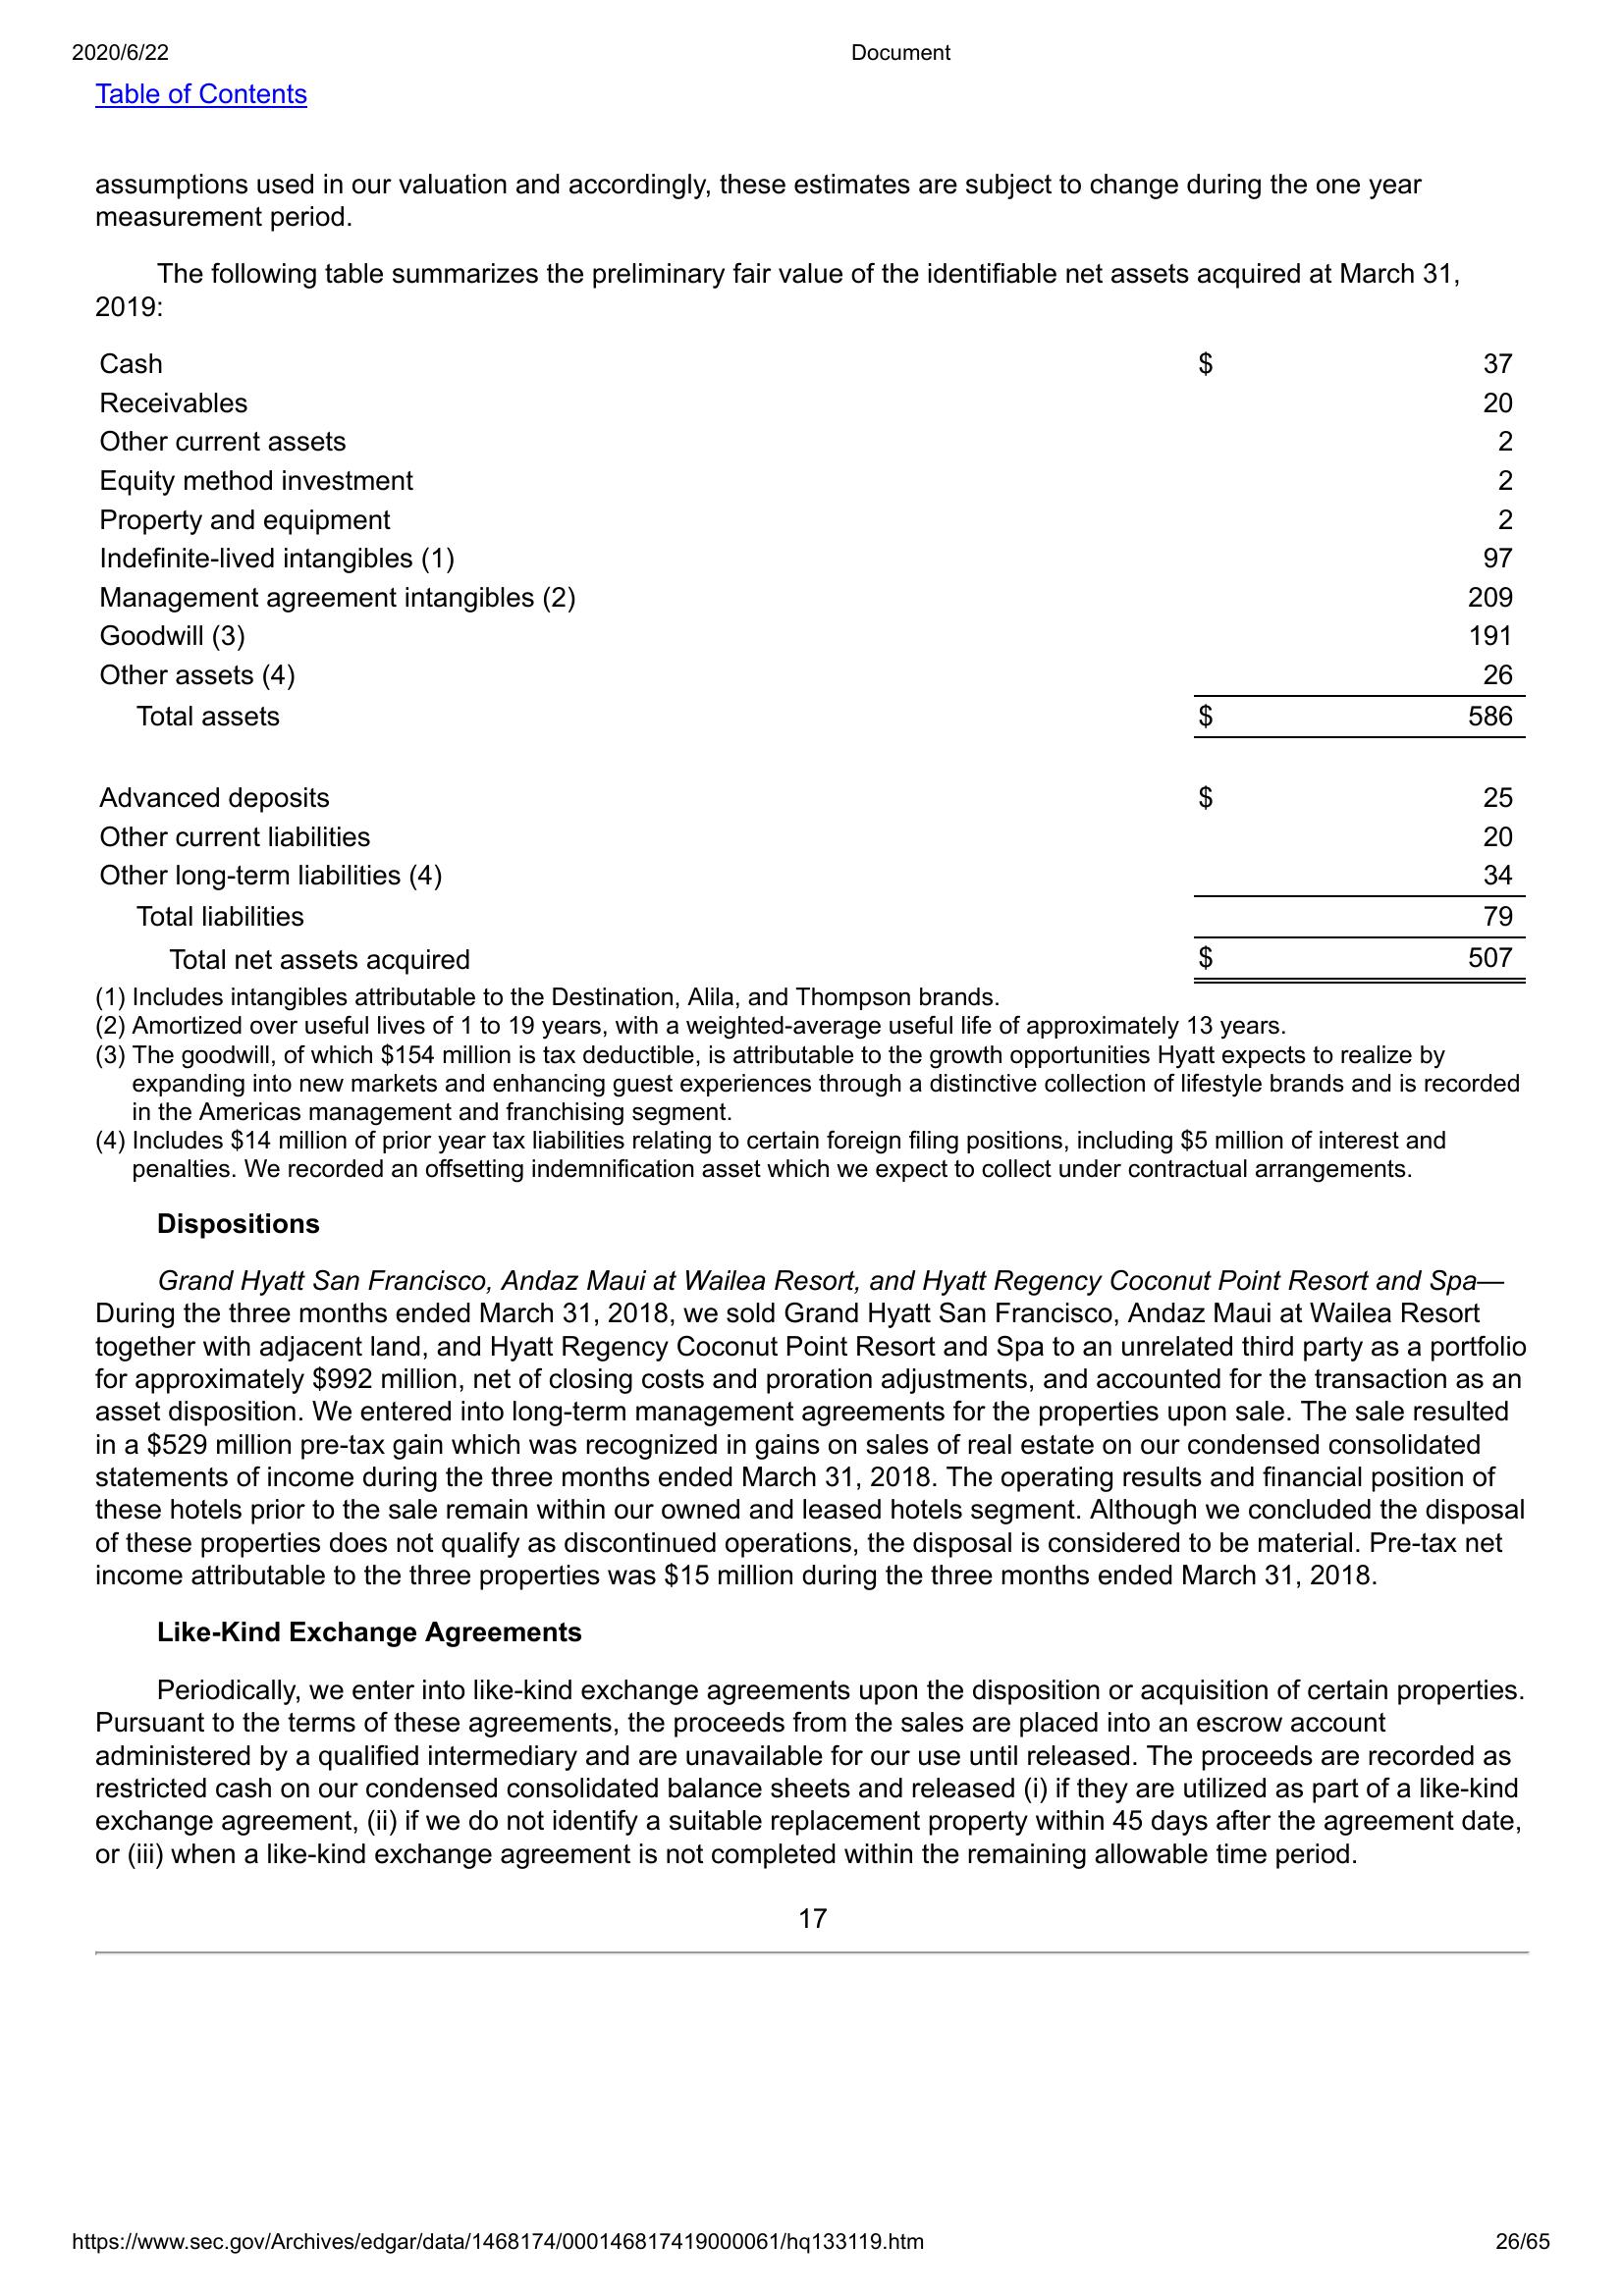 2020/6/22 Document
Table of Contents
assumptions used in our valuation and accordingly, these estimates are subject to change during the one year
measurement period.
The following table summarizes the preliminary fair value of the identifiable net assets acquired at March 31,
2019:
Cash $ 37
Receivables 20
Other current assets 2
Equity method investment 2
Property and equipment 2
Indefinite-lived intangibles (1) 97
Management agreement intangibles (2) 209
Goodwill (3) 191
Other assets (4) 26
Total assets $ 586
Advanced deposits $ 25
Other current liabilities 20
Other long-term liabilities (4) 34
Total liabilities 79
Total net assets acquired $ 507
(1) Includes intangibles attributable to the Destination, Alila, and Thompson brands.
(2) Amortized over useful lives of 1 to 19 years, with a weighted-average useful life of approximately 13 years.
(3) The goodwill, of which $154 million is tax deductible, is attributable to the growth opportunities Hyatt expects to realize by
expanding into new markets and enhancing guest experiences through a distinctive collection of lifestyle brands and is recorded
in the Americas management and franchising segment.
(4) Includes $14 million of prior year tax liabilities relating to certain foreign filing positions, including $5 million of interest and
penalties. We recorded an offsetting indemnification asset which we expect to collect under contractual arrangements.
Dispositions
Grand Hyatt San Francisco, Andaz Maui at Wailea Resort, and Hyatt Regency Coconut Point Resort and Spa—
During the three months ended March 31, 2018, we sold Grand Hyatt San Francisco, Andaz Maui at Wailea Resort
together with adjacent land, and Hyatt Regency Coconut Point Resort and Spa to an unrelated third party as a portfolio
for approximately $992 million, net of closing costs and proration adjustments, and accounted for the transaction as an
asset disposition. We entered into long-term management agreements for the properties upon sale. The sale resulted
in a $529 million pre-tax gain which was recognized in gains on sales of real estate on our condensed consolidated
statements of income during the three months ended March 31, 2018. The operating results and financial position of
these hotels prior to the sale remain within our owned and leased hotels segment. Although we concluded the disposal
of these properties does not qualify as discontinued operations, the disposal is considered to be material. Pre-tax net
income attributable to the three properties was $15 million during the three months ended March 31, 2018.
Like-Kind Exchange Agreements
Periodically, we enter into like-kind exchange agreements upon the disposition or acquisition of certain properties.
Pursuant to the terms of these agreements, the proceeds from the sales are placed into an escrow account
administered by a qualified intermediary and are unavailable for our use until released. The proceeds are recorded as
restricted cash on our condensed consolidated balance sheets and released (i) if they are utilized as part of a like-kind
exchange agreement, (ii) if we do not identify a suitable replacement property within 45 days after the agreement date,
or (iii) when a like-kind exchange agreement is not completed within the remaining allowable time period.
17
https://www.sec.gov/Archives/edgar/data/1468174/000146817419000061/hq133119.htm 26/65